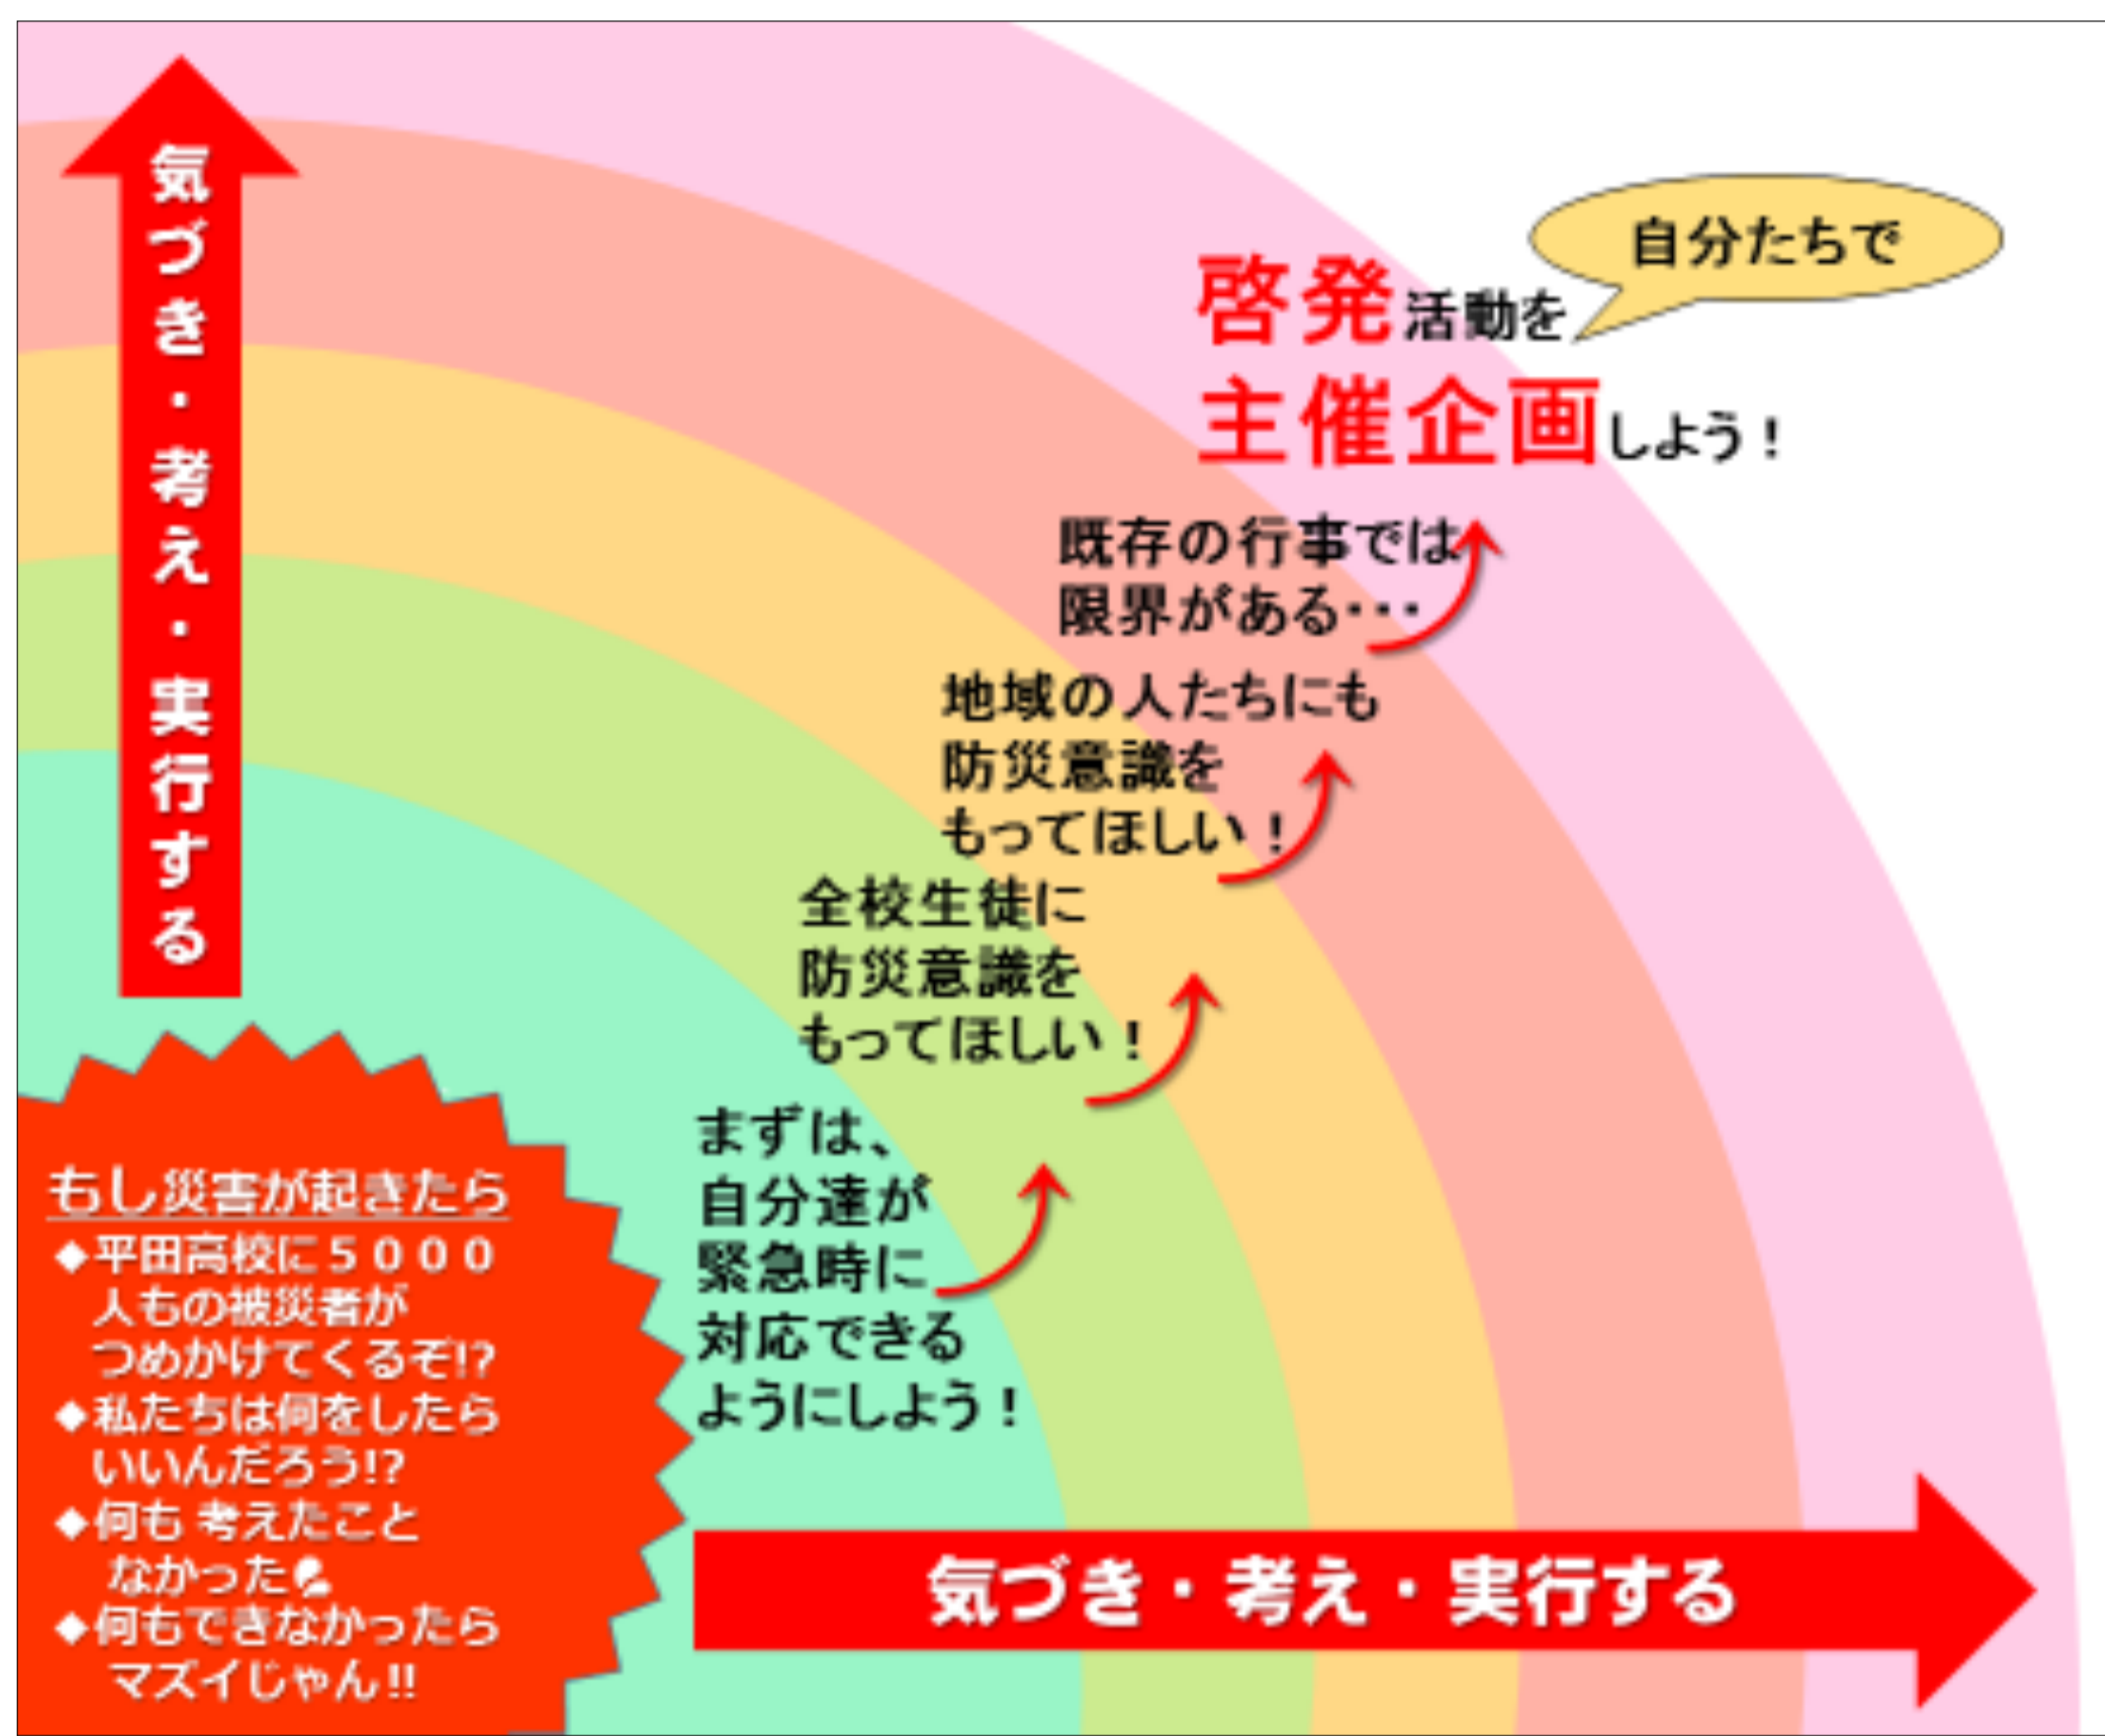 気づき・考え・実行する
自分たちで
啓発活動を
主催企画しよう！
既存の行事では
限界がある・・・
地域の人たちにも
防災意識を
もってほしい！
全校生徒に
防災意識を
もってほしい！
まずは、
自分達が
緊急時に
対応できる
ようにしよう！
もし災害が起きたら
◆平田高校に５０００
人もの被災者が
つめかけてくるぞ!?
◆私たちは何をしたら
いいんだろう!?
◆何も 考えたこと
なかった💦
◆何もできなかったら
マズイじゃん!!
気づき・考え・実行する